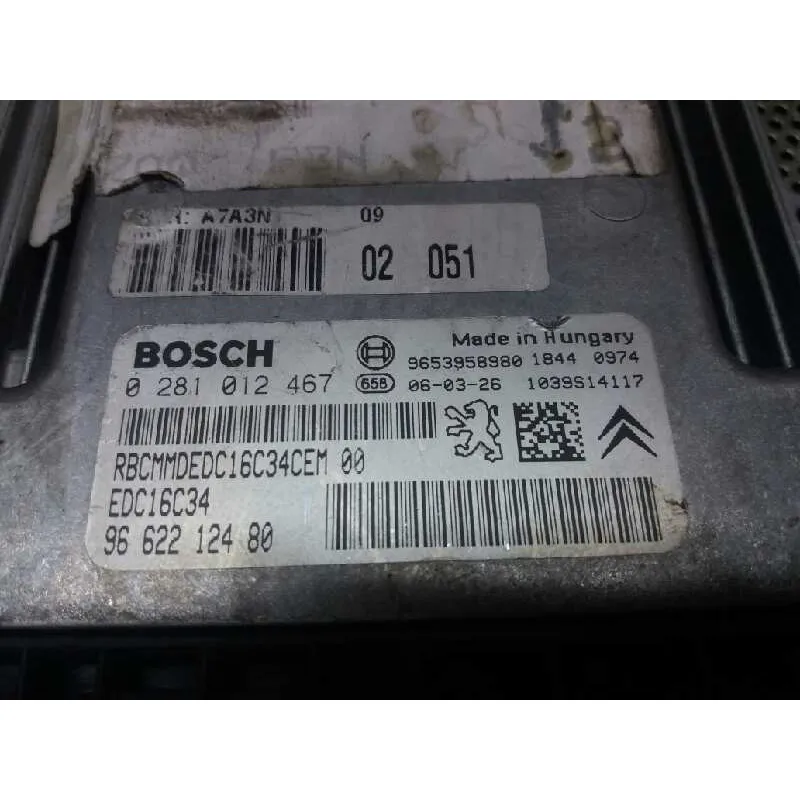 A7A3N 09
02 051
BOSCH
Made in Hungary
9653958980 1844 0974
0 281 012 467
658 06-03-26 1039S14117
RBCMMDEDC16C34CEM 00
EDC16C34
96 622 124 80